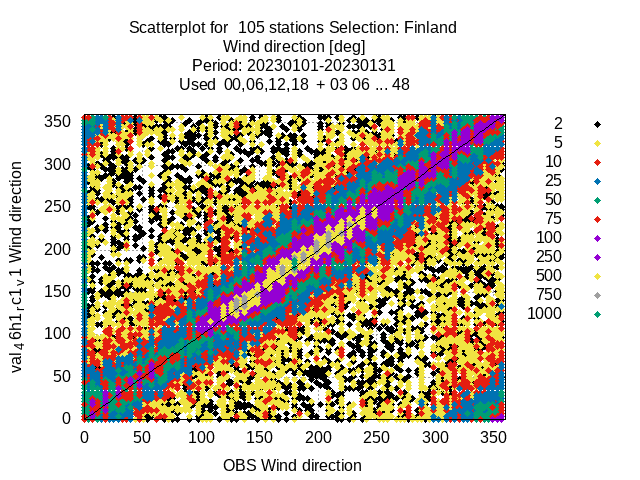 Scatterplot for 105 stations Selection: Finland
Wind direction [deg]
Period: 20230101-20230131
Used 00,06,12,18 + 03 06 ... 48
val4 6h1rc1v1 Wind direction
350
300
250
200
150
100
50
0
0 50 100 150 200 250 300 350
OBS Wind direction
2
5
10
25
50
75
100
250
500
750
1000